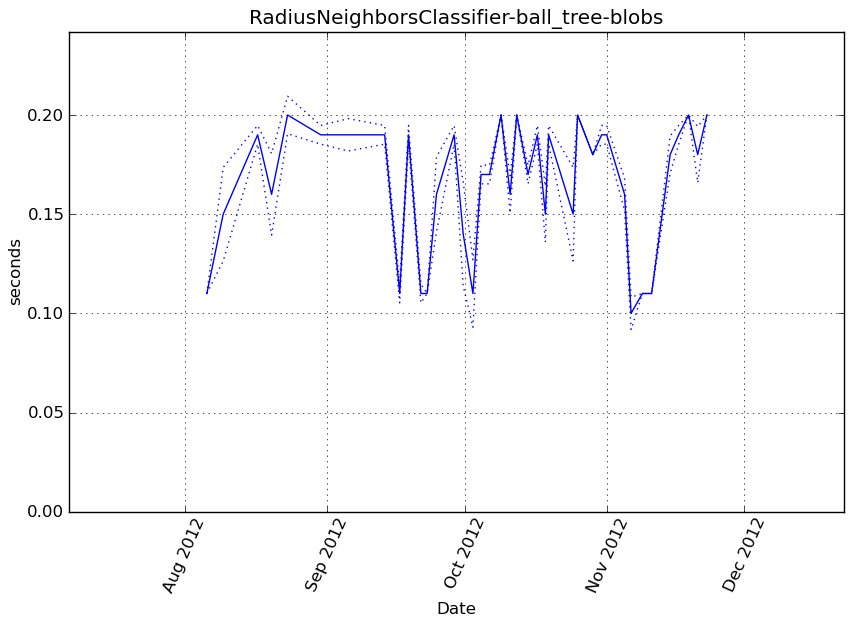 RadiusNeighborsClassifier-ball_tree-blobs
0.20
0.15
seconds
0.10
0.05
0.00
Aug 2012
Sep 2012
Oct 2012
Nov 2012
Dec 2012
Date